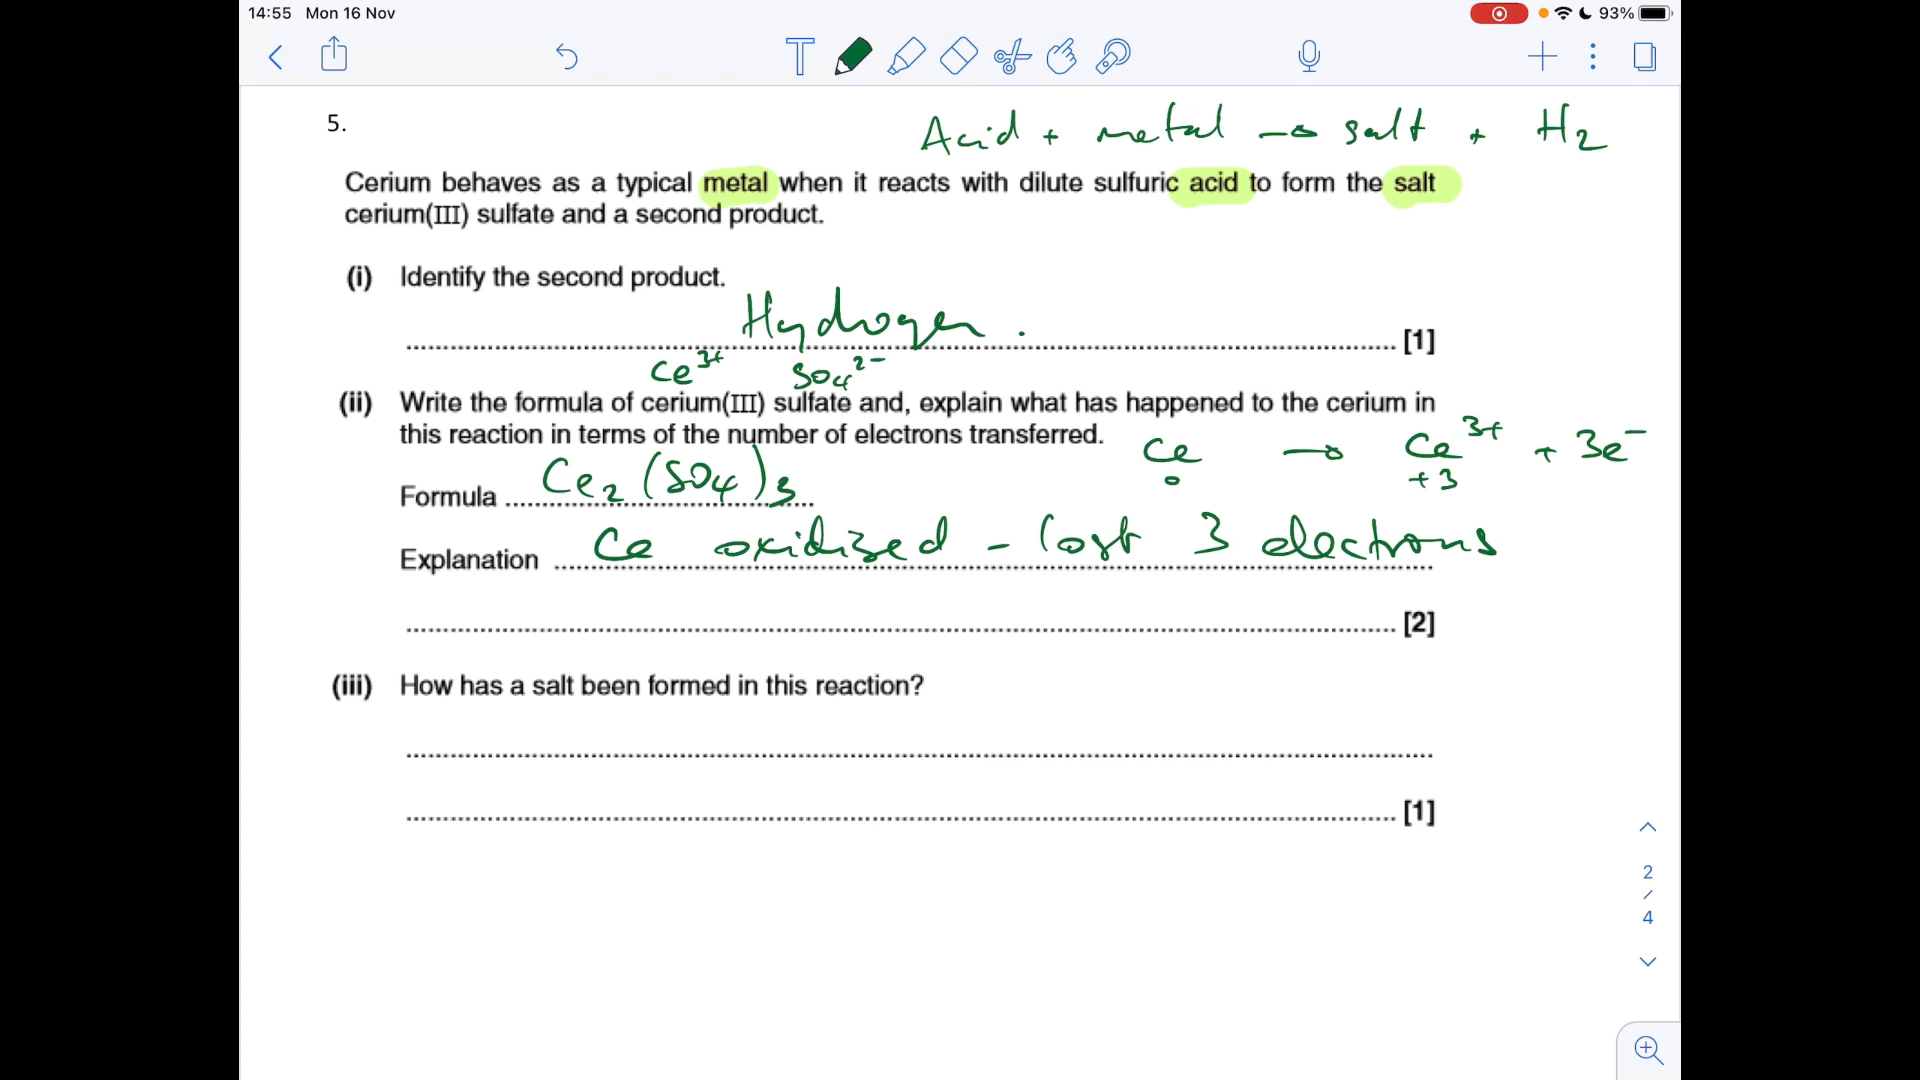 14:55 Mon 16 Nov 93%
5.
Acid + metal → salt + H2
Cerium behaves as a typical metal when it reacts with dilute sulfuric acid to form the salt
cerium(III) sulfate and a second product.
(i) Identify the second product.
Hydrogen.
[1]
Ce³⁺ SO4²⁻
(ii) Write the formula of cerium(III) sulfate and, explain what has happened to the cerium in
this reaction in terms of the number of electrons transferred.
Ce → Ce³⁺ + 3e⁻
0 +3
Formula Ce2(SO4)3
Explanation Ce oxidized - lost 3 electrons
[2]
(iii) How has a salt been formed in this reaction?
[1]
2
/
4